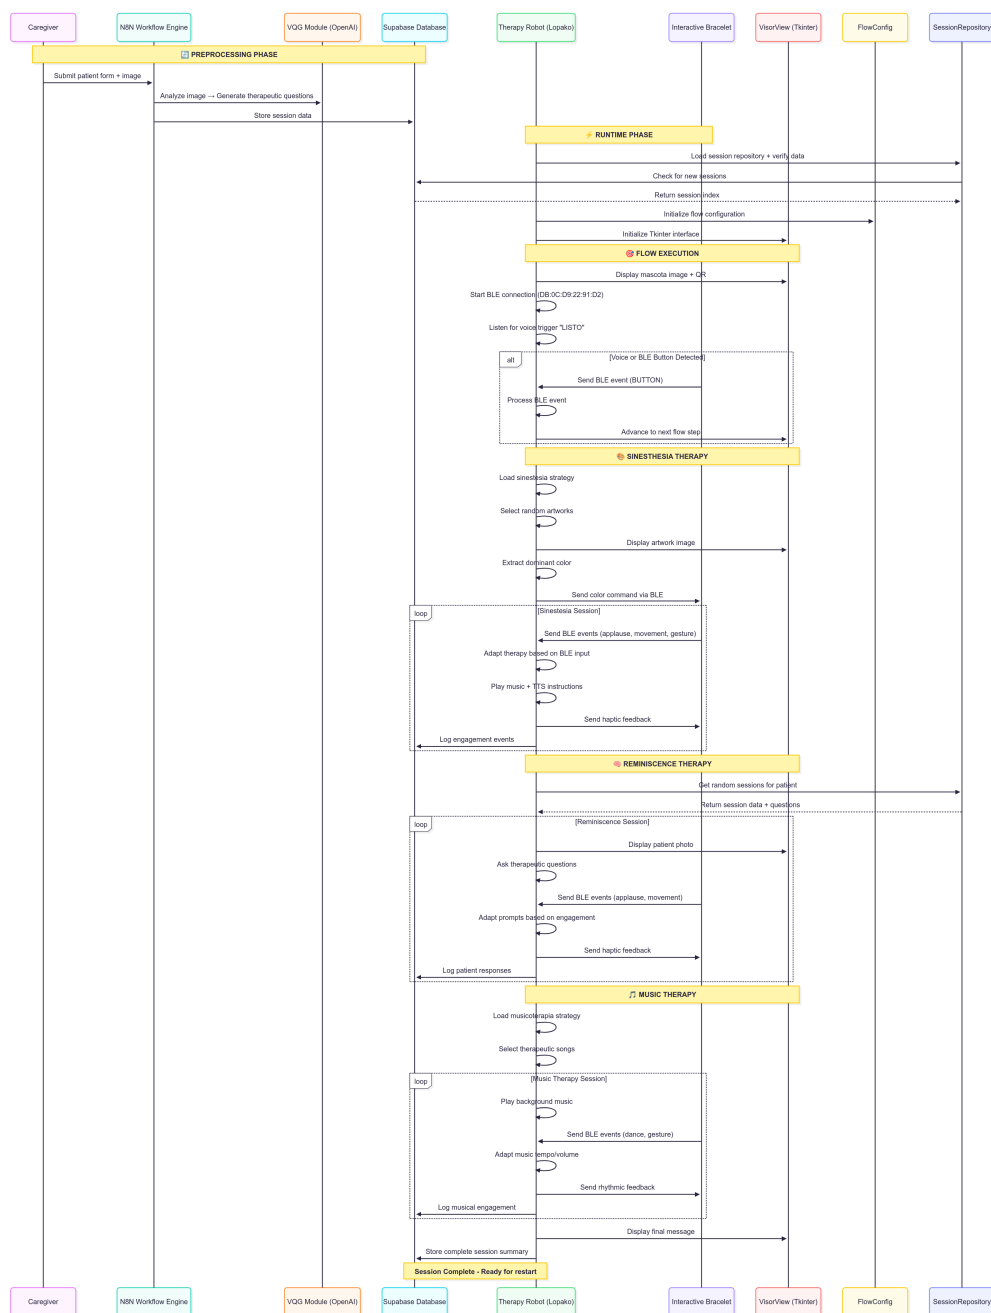 Caregiver
N8N Workflow Engine
VQG Module (OpenAI)
Supabase Database
Therapy Robot (Lopako)
Interactive Bracelet
VisorView (Tkinter)
FlowConfig
SessionRepository
🔄 PREPROCESSING PHASE
Submit patient form + image
Analyze image → Generate therapeutic questions
Store session data
⚡ RUNTIME PHASE
Load session repository + verify data
Check for new sessions
Return session index
Initialize flow configuration
Initialize Tkinter interface
🎯 FLOW EXECUTION
Display mascota image + QR
Start BLE connection (DB:0C:D9:22:91:D2)
Listen for voice trigger "LISTO"
alt
[Voice or BLE Button Detected]
Send BLE event (BUTTON)
Process BLE event
Advance to next flow step
🎨 SINESTHESIA THERAPY
Load sinestesia strategy
Select random artworks
Display artwork image
Extract dominant color
Send color command via BLE
loop
[Sinestesia Session]
Send BLE events (applause, movement, gesture)
Adapt therapy based on BLE input
Play music + TTS instructions
Send haptic feedback
Log engagement events
🧠 REMINISCENCE THERAPY
Get random sessions for patient
Return session data + questions
loop
[Reminiscence Session]
Display patient photo
Ask therapeutic questions
Send BLE events (applause, movement)
Adapt prompts based on engagement
Send haptic feedback
Log patient responses
🎵 MUSIC THERAPY
Load musicoterapia strategy
Select therapeutic songs
loop
[Music Therapy Session]
Play background music
Send BLE events (dance, gesture)
Adapt music tempo/volume
Send rhythmic feedback
Log musical engagement
Display final message
Store complete session summary
Session Complete - Ready for restart
Caregiver
N8N Workflow Engine
VQG Module (OpenAI)
Supabase Database
Therapy Robot (Lopako)
Interactive Bracelet
VisorView (Tkinter)
FlowConfig
SessionRepository